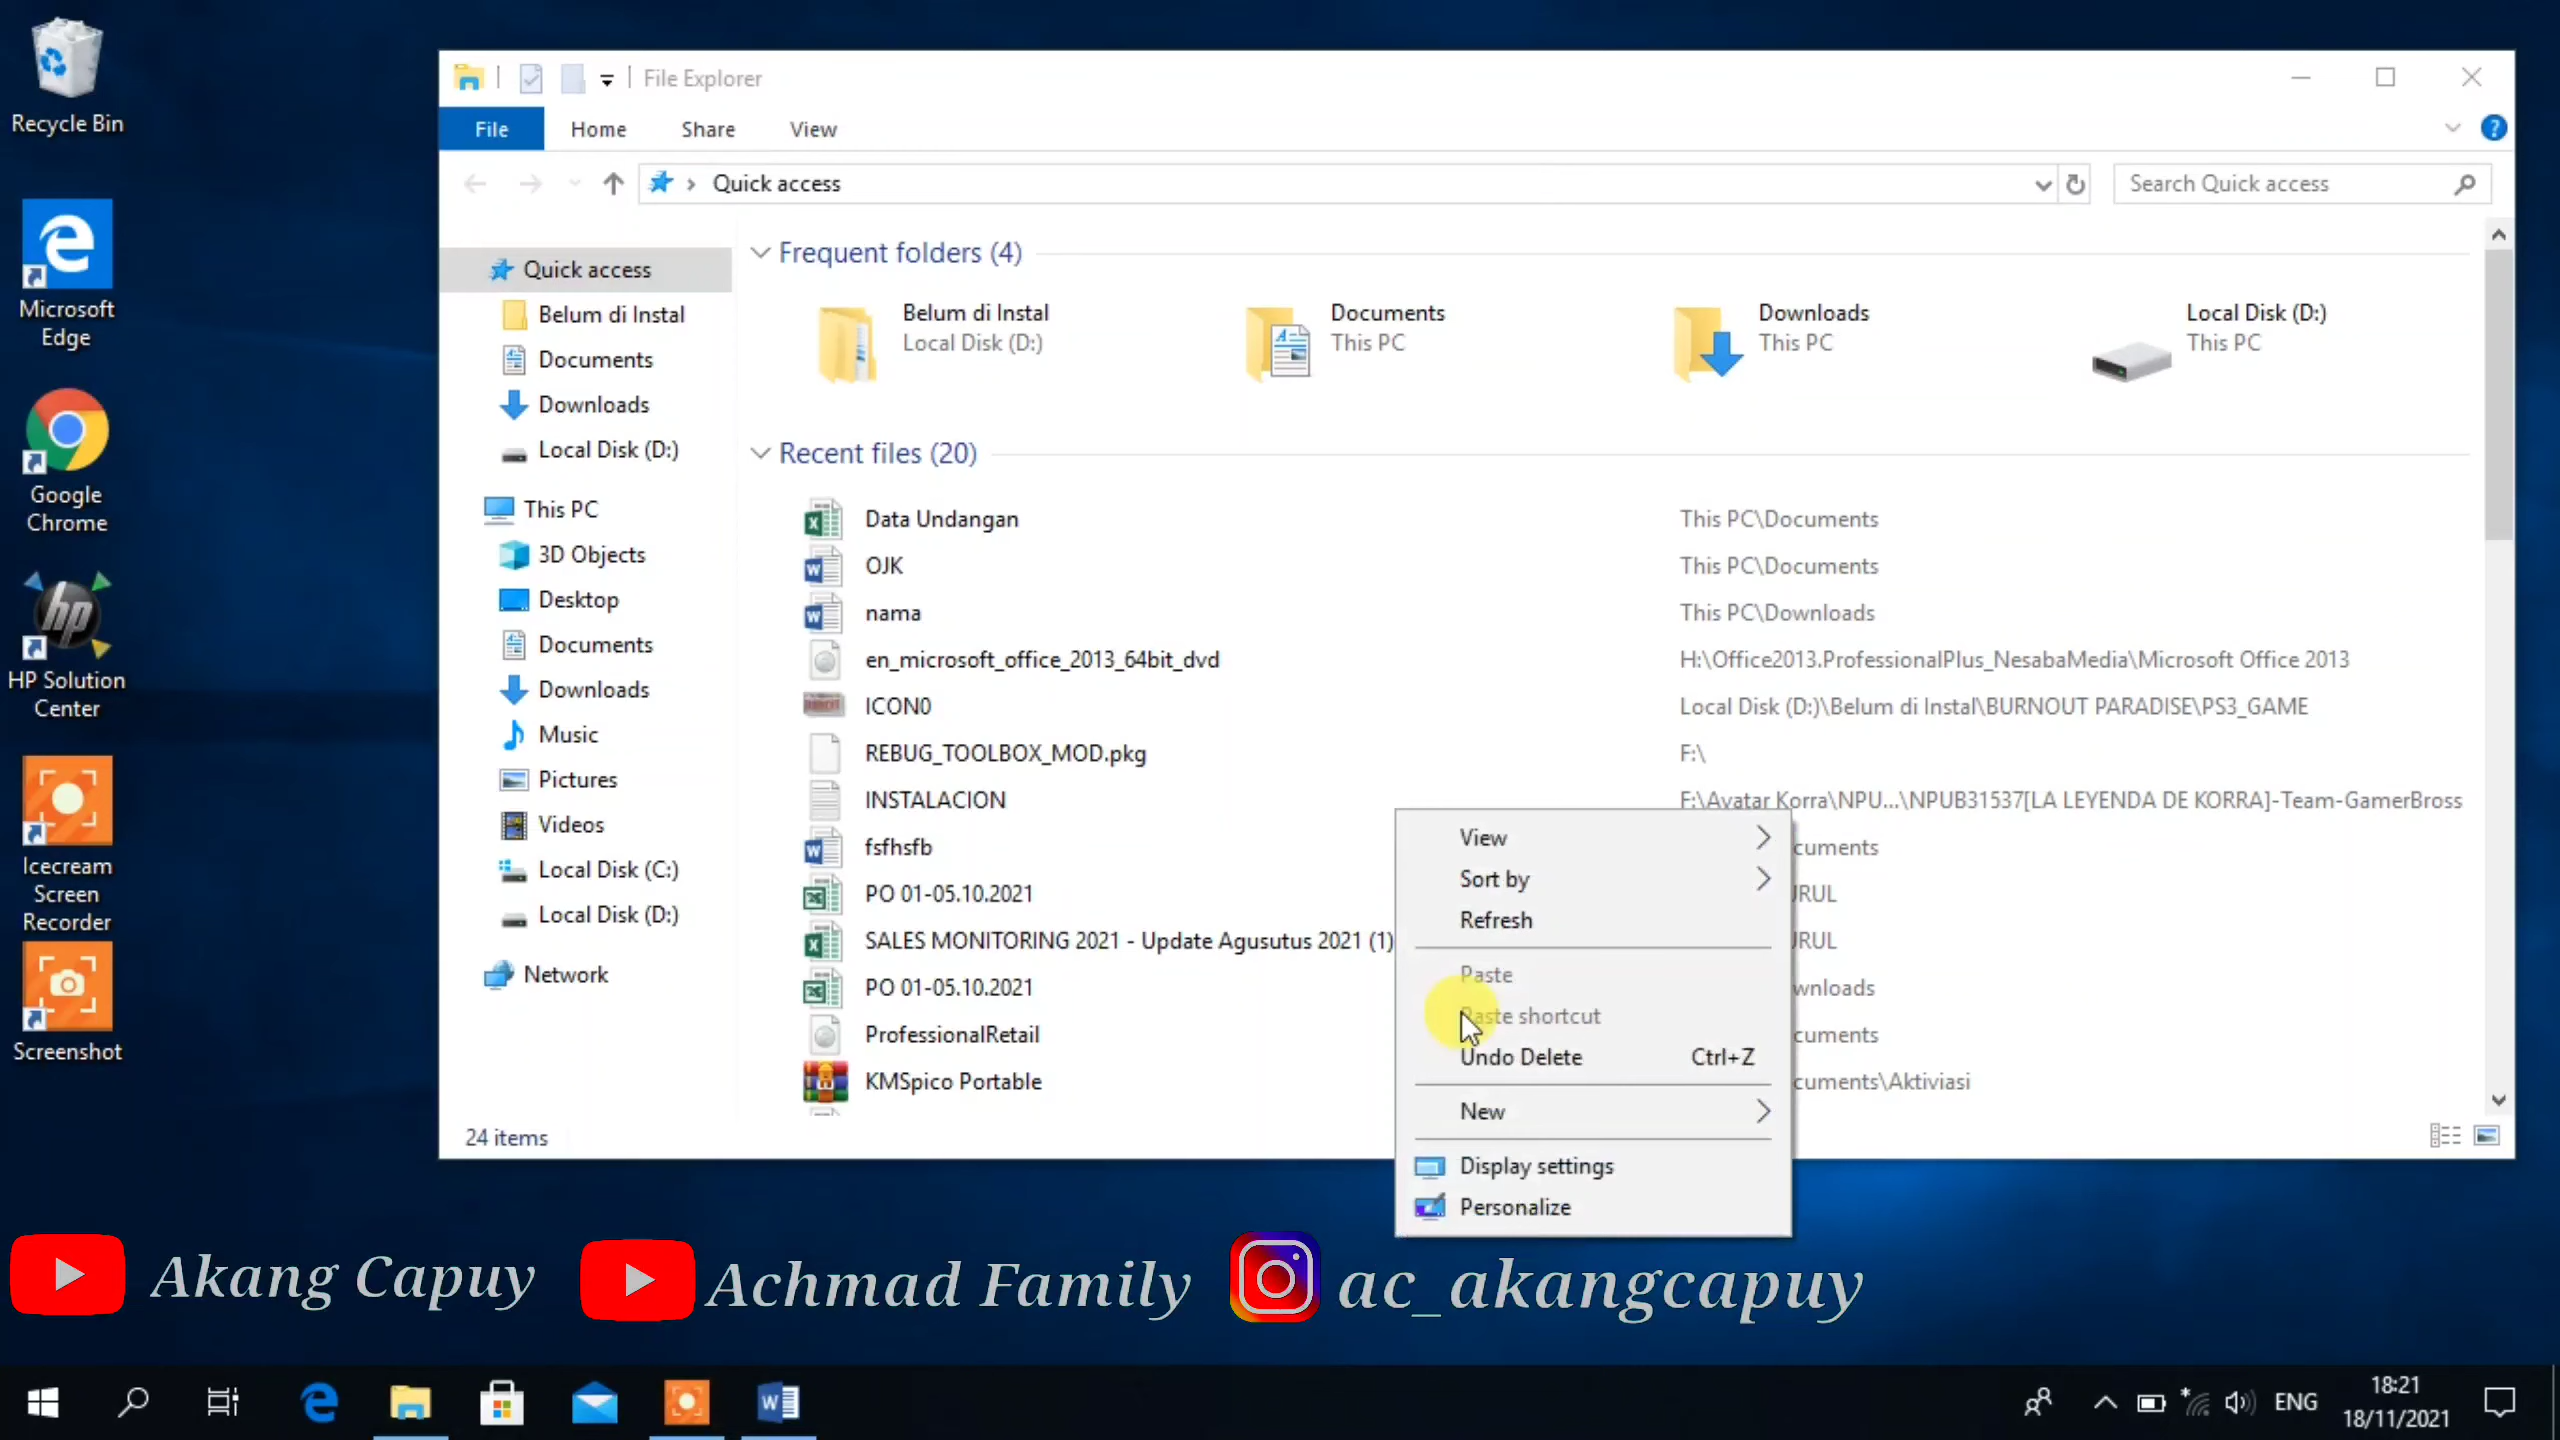 Recycle Bin
Microsoft
Edge
Google
Chrome
HP Solution
Center
Icecream
Screen
Recorder
Screenshot
File Explorer
File Home Share View
Quick access
Search Quick access
Quick access
Belum di Instal
Documents
Downloads
Local Disk (D:)
This PC
3D Objects
Desktop
Documents
Downloads
Music
Pictures
Videos
Local Disk (C:)
Local Disk (D:)
Network
Frequent folders (4)
Belum di Instal
Local Disk (D:)
Documents
This PC
Downloads
This PC
Local Disk (D:)
This PC
Recent files (20)
Data Undangan This PC\Documents
OJK This PC\Documents
nama This PC\Downloads
en_microsoft_office_2013_64bit_dvd H:\Office2013.ProfessionalPlus_NesabaMedia\Microsoft Office 2013
ICON0 Local Disk (D:)\Belum di Instal\BURNOUT PARADISE\PS3_GAME
REBUG_TOOLBOX_MOD.pkg F:\
INSTALACION F:\Avatar Korra\NPU...\NPUB31537[LA LEYENDA DE KORRA]-Team-GamerBross
fsfhsfb cuments
PO 01-05.10.2021 URUL
SALES MONITORING 2021 - Update Agusutus 2021 (1) URUL
PO 01-05.10.2021 wnloads
ProfessionalRetail cuments
KMSpico Portable cuments\Aktiviasi
24 items
View
Sort by
Refresh
Paste
Paste shortcut
Undo Delete Ctrl+Z
New
Display settings
Personalize
Akang Capuy Achmad Family ac_akangcapuy
ENG
18:21
18/11/2021